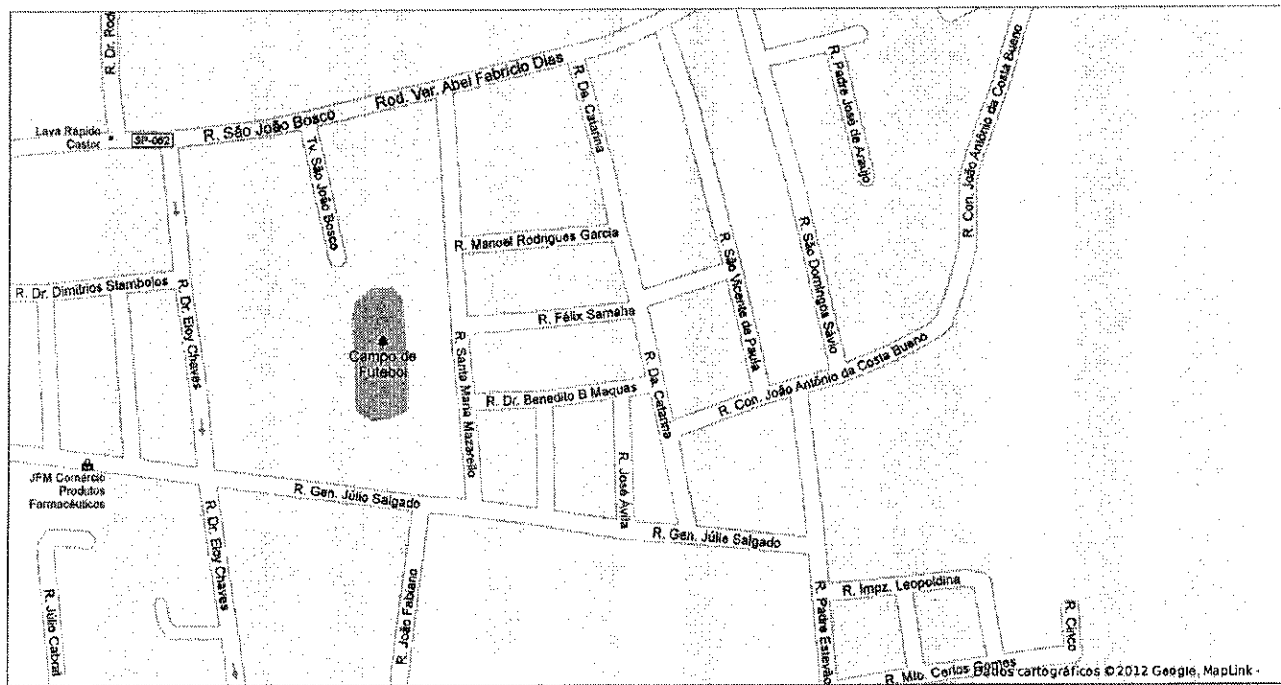 R. Dr. Rod
Rod. Ver. Abel Fabrício Dias
R. São João Bosco
Lava Rápido
Castor
SP-062
Tv. São João Bosco
R. Da. Catarina
R. Padre José de Araújo
R. Con. João Antônio da Costa Bueno
R. Manoel Rodrigues Garcia
R. São Vicente de Paula
R. São Domingos Sávio
R. Dr. Dimitrios Stambolos
R. Dr. Eloy Chaves
R. Félix Samaha
Campo de
Futebol
R. Santa Maria Mazarello
R. Dr. Benedito B Maquas
R. Da. Catarina
R. Con. João Antônio da Costa Bueno
JFM Comércio
Produtos
Farmacêuticos
R. Gen. Júlio Salgado
R. José Ávila
R. Gen. Júlio Salgado
R. Dr. Eloy Chaves
R. João Fabiano
R. Júlio Cabral
R. Impz. Leopoldina
R. Padre Estevão
R. Cinco
R. Mto. Carlos Gomes
Dados cartográficos ©2012 Google, MapLink -